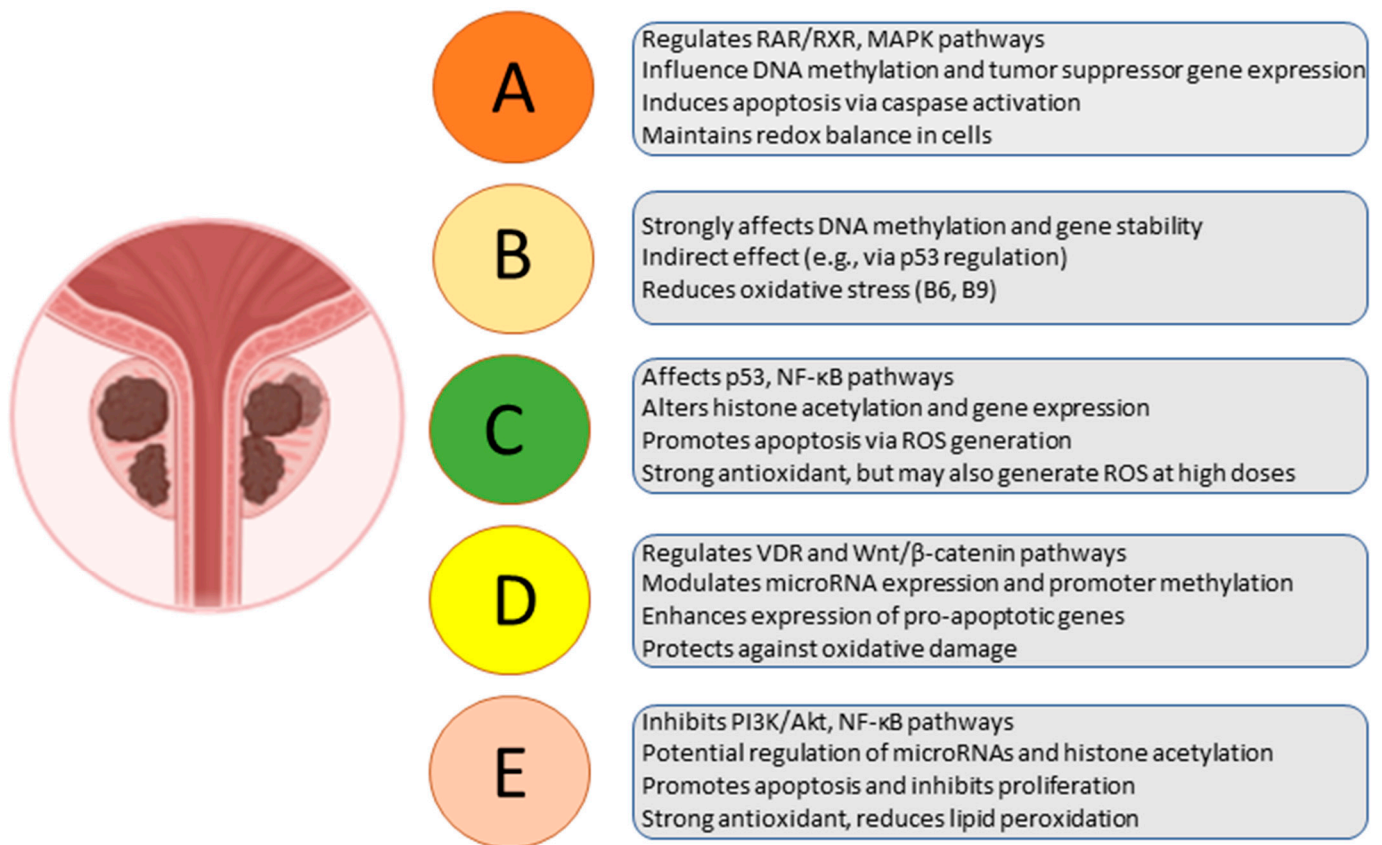 A
Regulates RAR/RXR, MAPK pathways
Influence DNA methylation and tumor suppressor gene expression
Induces apoptosis via caspase activation
Maintains redox balance in cells
B
Strongly affects DNA methylation and gene stability
Indirect effect (e.g., via p53 regulation)
Reduces oxidative stress (B6, B9)
C
Affects p53, NF-κB pathways
Alters histone acetylation and gene expression
Promotes apoptosis via ROS generation
Strong antioxidant, but may also generate ROS at high doses
D
Regulates VDR and Wnt/β-catenin pathways
Modulates microRNA expression and promoter methylation
Enhances expression of pro-apoptotic genes
Protects against oxidative damage
E
Inhibits PI3K/Akt, NF-κB pathways
Potential regulation of microRNAs and histone acetylation
Promotes apoptosis and inhibits proliferation
Strong antioxidant, reduces lipid peroxidation